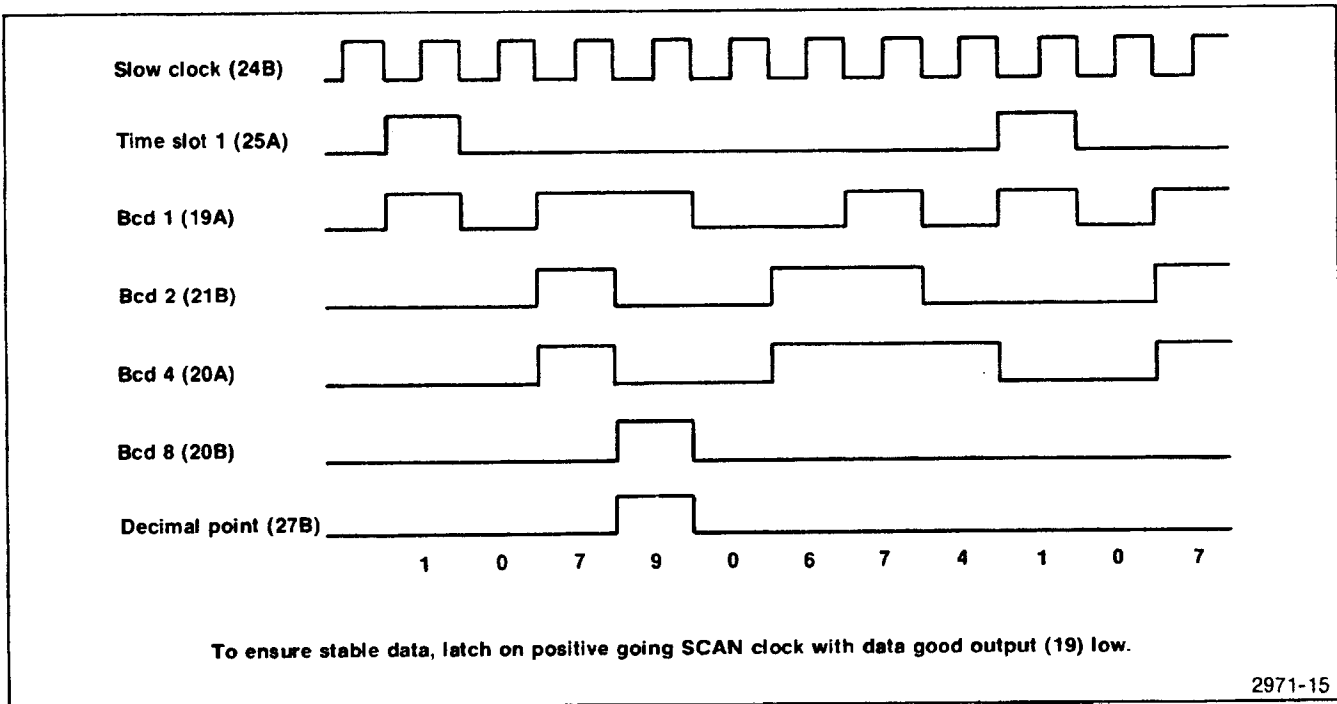 Slow clock (24B)
Time slot 1 (25A)
Bcd 1 (19A)
Bcd 2 (21B)
Bcd 4 (20A)
Bcd 8 (20B)
Decimal point (27B)
1 0 7 9 0 6 7 4 1 0 7
To ensure stable data, latch on positive going SCAN clock with data good output (19) low.
2971-15